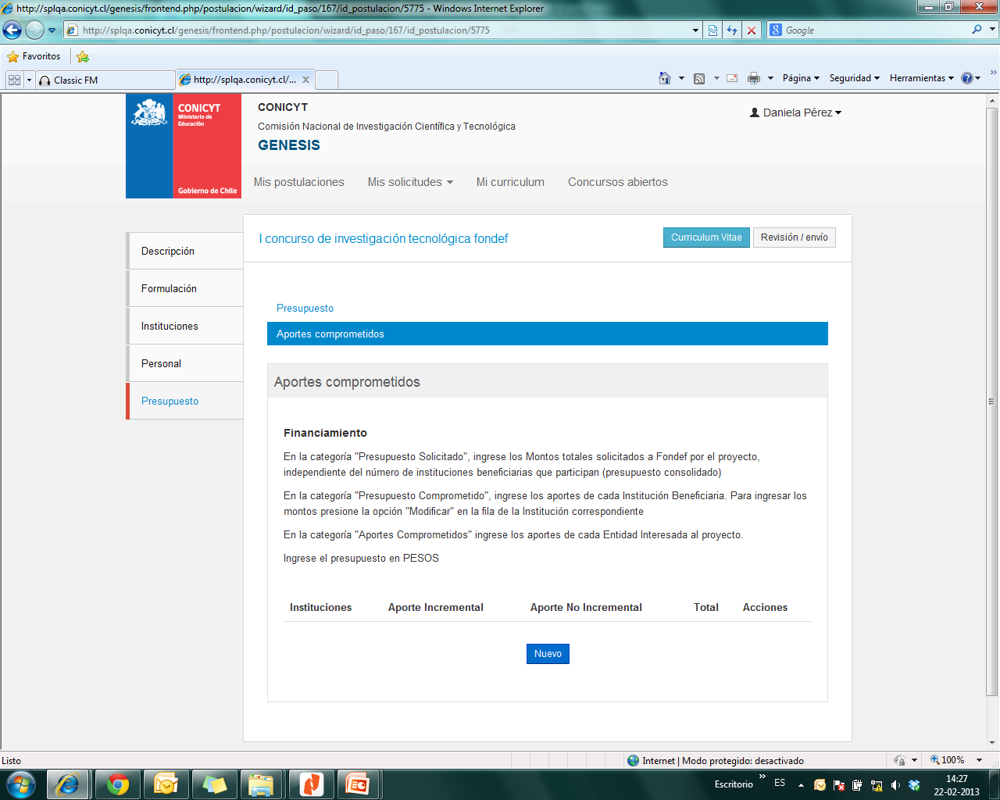 http://splqa.conicyt.cl/genesis/frontend.php/postulacion/wizard/id_paso/167/id_postulacion/5775 - Windows Internet Explorer
http://splqa.conicyt.cl/genesis/frontend.php/postulacion/wizard/id_paso/167/id_postulacion/5775
Google
Favoritos
Classic FM
http://splqa.conicyt.cl/...
Página
Seguridad
Herramientas
CONICYT
Ministerio de
Educación
Gobierno de Chile
CONICYT
Comisión Nacional de Investigación Científica y Tecnológica
GENESIS
Daniela Pérez
Mis postulaciones
Mis solicitudes
Mi curriculum
Concursos abiertos
Descripción
Formulación
Instituciones
Personal
Presupuesto
I concurso de investigación tecnológica fondef
Curriculum Vitae
Revisión / envío
Presupuesto
Aportes comprometidos
Aportes comprometidos
Financiamiento
En la categoría "Presupuesto Solicitado", ingrese los Montos totales solicitados a Fondef por el proyecto,
independiente del número de instituciones beneficiarias que participan (presupuesto consolidado)
En la categoría "Presupuesto Comprometido", ingrese los aportes de cada Institución Beneficiaria. Para ingresar los
montos presione la opción "Modificar" en la fila de la Institución correspondiente
En la categoría "Aportes Comprometidos" ingrese los aportes de cada Entidad Interesada al proyecto.
Ingrese el presupuesto en PESOS
Instituciones Aporte Incremental Aporte No Incremental Total Acciones
Nuevo
Listo
Internet | Modo protegido: desactivado
100%
Escritorio
ES
14:27
22-02-2013